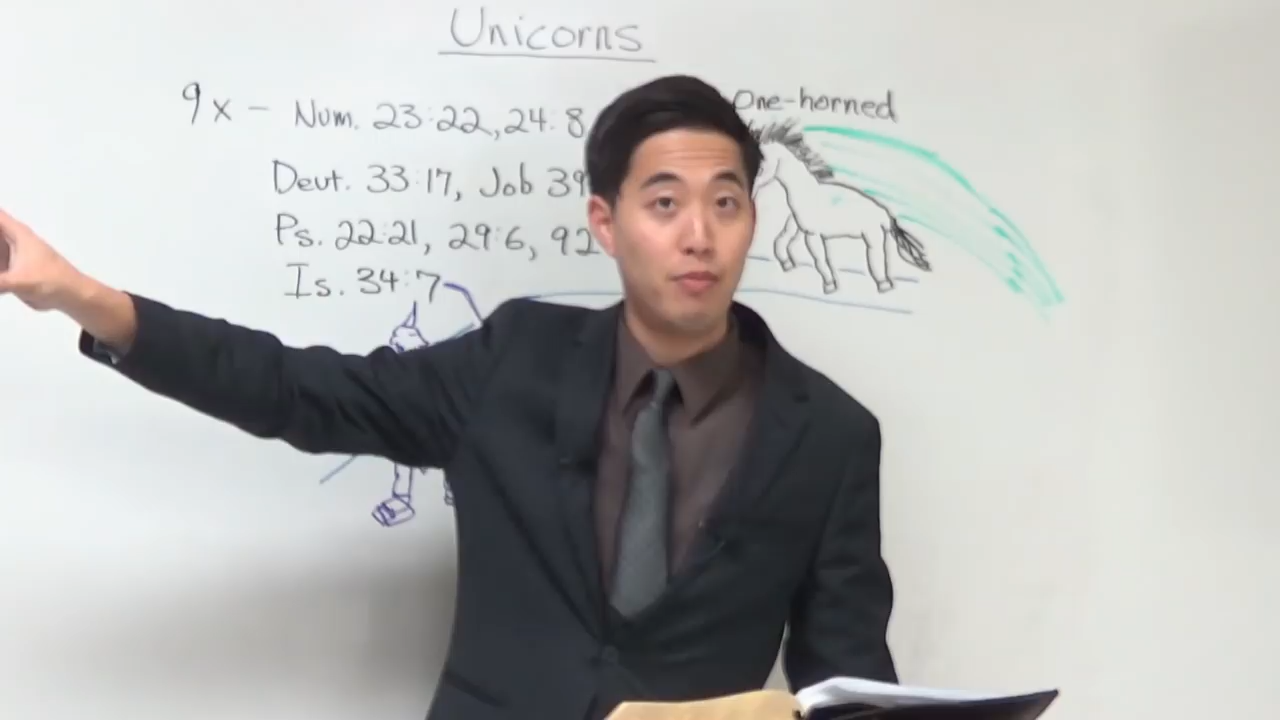 Unicorns
9x - Num. 23:22, 24:8
One-horned
Deut. 33:17, Job 39
Ps. 22:21, 29:6, 92
Is. 34:7